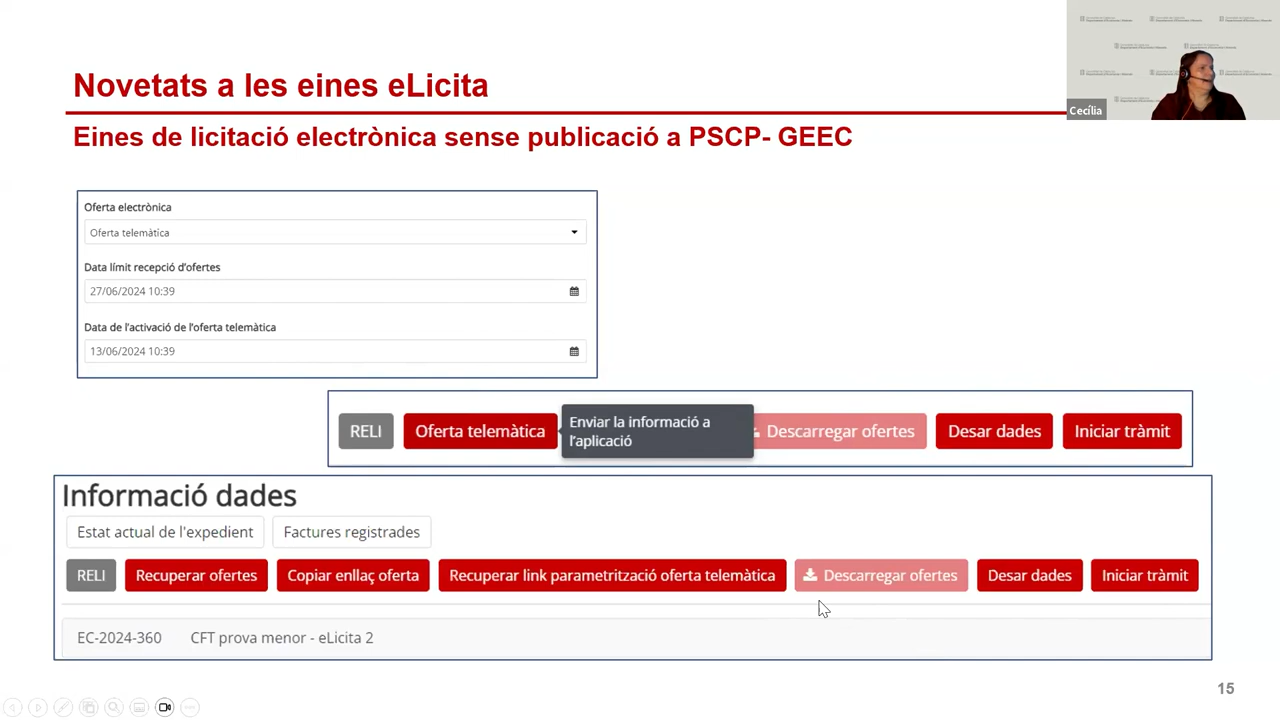 Novetats a les eines eLicita
Cecília
Eines de licitació electrònica sense publicació a PSCP- GEEC
Oferta electrònica
Oferta telemàtica
Data límit recepció d'ofertes
27/06/2024 10:39
Data de l'activació de l'oferta telemàtica
13/06/2024 10:39
RELI Oferta telemàtica Enviar la informació a Descarregar ofertes Desar dades Iniciar tràmit
l'aplicació
Informació dades
Estat actual de l'expedient Factures registrades
RELI Recuperar ofertes Copiar enllaç oferta Recuperar link parametrització oferta telemàtica Descarregar ofertes Desar dades Iniciar tràmit
EC-2024-360 CFT prova menor - eLicita 2
15